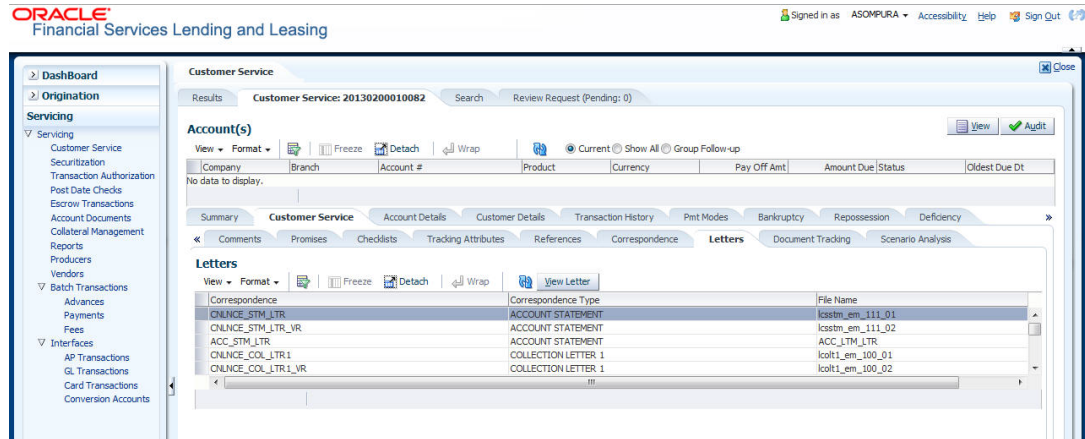 ORACLE
Financial Services Lending and Leasing
Signed in as ASOMPURA Accessibility Help Sign Out
Close
DashBoard
Origination
Servicing
Servicing
Customer Service
Securitization
Transaction Authorization
Post Date Checks
Escrow Transactions
Account Documents
Collateral Management
Reports
Producers
Vendors
Batch Transactions
Advances
Payments
Fees
Interfaces
AP Transactions
GL Transactions
Card Transactions
Conversion Accounts
Customer Service
Results Customer Service: 20130200010082 Search Review Request (Pending: 0)
Account(s)
View Audit
View Format Freeze Detach Wrap Current Show All Group Follow-up
Company Branch Account # Product Currency Pay Off Amt Amount Due Status Oldest Due Dt
No data to display.
Summary Customer Service Account Details Customer Details Transaction History Pmt Modes Bankruptcy Repossession Deficiency »
« Comments Promises Checklists Tracking Attributes References Correspondence Letters Document Tracking Scenario Analysis
Letters
View Format Freeze Detach Wrap View Letter
Correspondence Correspondence Type File Name
CNLNCE_STM_LTR ACCOUNT STATEMENT lcsstm_em_111_01
CNLNCE_STM_LTR_VR ACCOUNT STATEMENT lcsstm_em_111_02
ACC_STM_LTR ACCOUNT STATEMENT ACC_LTM_LTR
CNLNCE_COL_LTR1 COLLECTION LETTER 1 lcolt1_em_100_01
CNLNCE_COL_LTR1_VR COLLECTION LETTER 1 lcolt1_em_100_02